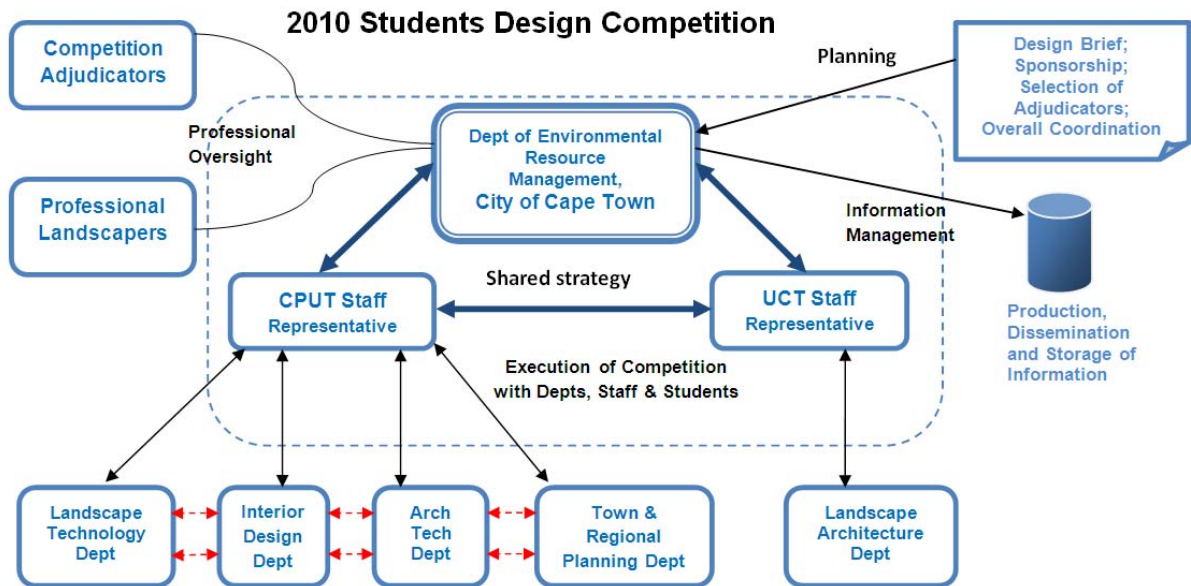 2010 Students Design Competition
Competition
Adjudicators
Planning
Design Brief;
Sponsorship;
Selection of
Adjudicators;
Overall Coordination
Professional
Oversight
Dept of Environmental
Resource
Management,
City of Cape Town
Professional
Landscapers
Information
Management
Shared strategy
CPUT Staff
Representative
UCT Staff
Representative
Production,
Dissemination
and Storage of
Information
Execution of Competition
with Depts, Staff & Students
Landscape
Technology
Dept
Interior
Design
Dept
Arch
Tech
Dept
Town &
Regional
Planning Dept
Landscape
Architecture
Dept